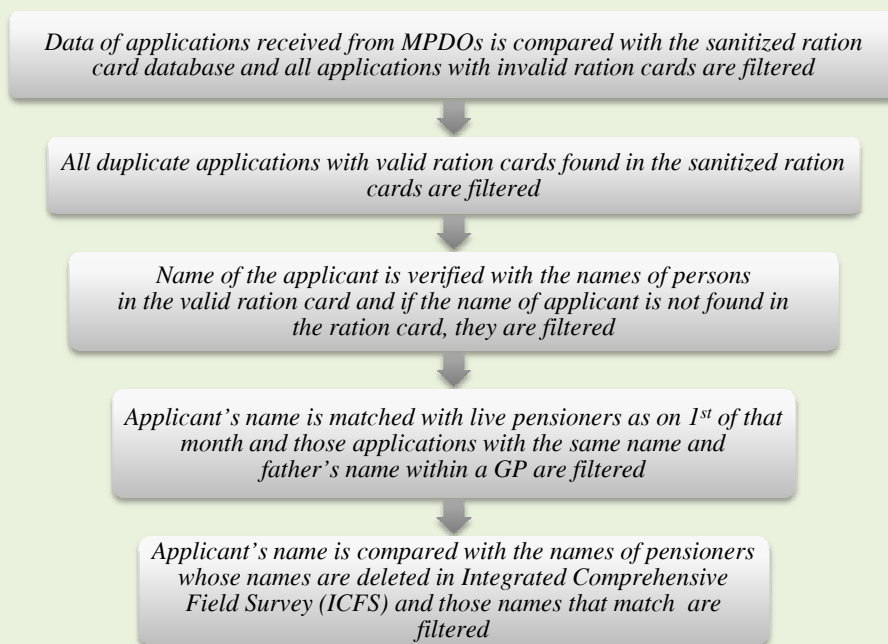 Data of applications received from MPDOs is compared with the sanitized ration
card database and all applications with invalid ration cards are filtered
All duplicate applications with valid ration cards found in the sanitized ration
cards are filtered
Name of the applicant is verified with the names of persons
in the valid ration card and if the name of applicant is not found in
the ration card, they are filtered
Applicant’s name is matched with live pensioners as on 1st of that
month and those applications with the same name and
father’s name within a GP are filtered
Applicant’s name is compared with the names of pensioners
whose names are deleted in Integrated Comprehensive
Field Survey (ICFS) and those names that match are
filtered